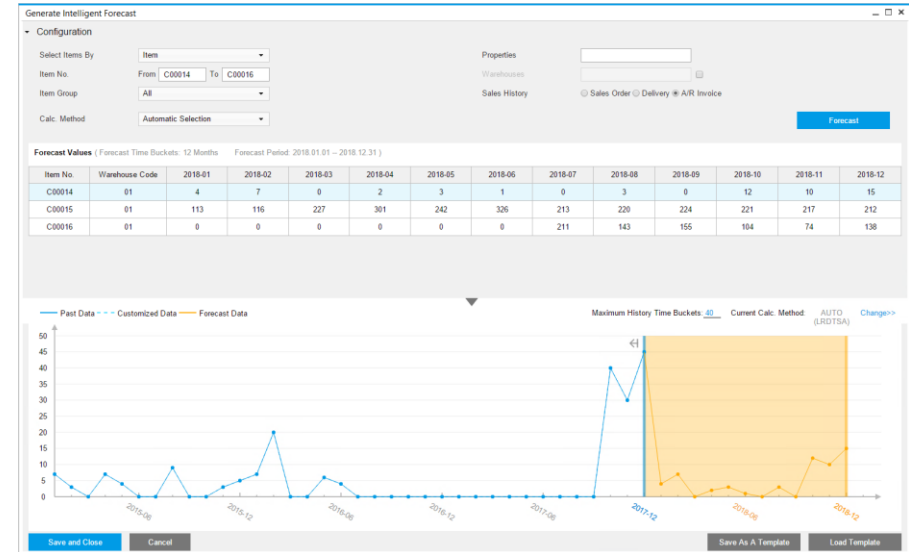 Generate Intelligent Forecast
Configuration
Select Items By Item Properties
Item No. From C00014 To C00016 Warehouses
Item Group All Sales History Sales Order Delivery A/R Invoice
Calc. Method Automatic Selection Forecast
Forecast Values ( Forecast Time Buckets: 12 Months Forecast Period: 2018.01.01 – 2018.12.31 )
Item No. Warehouse Code 2018-01 2018-02 2018-03 2018-04 2018-05 2018-06 2018-07 2018-08 2018-09 2018-10 2018-11 2018-12
C00014 01 4 7 0 2 3 1 0 3 0 12 10 15
C00015 01 113 116 227 301 242 326 213 220 224 221 217 212
C00016 01 0 0 0 0 0 0 211 143 155 104 74 138
Past Data Customized Data Forecast Data Maximum History Time Buckets: 40 Current Calc. Method: AUTO Change>>
(LRDTSA)
50
45
40
35
30
25
20
15
10
5
0
2015-06 2015-12 2016-06 2016-12 2017-06 2017-12 2018-06 2018-12
Save and Close Cancel Save As A Template Load Template